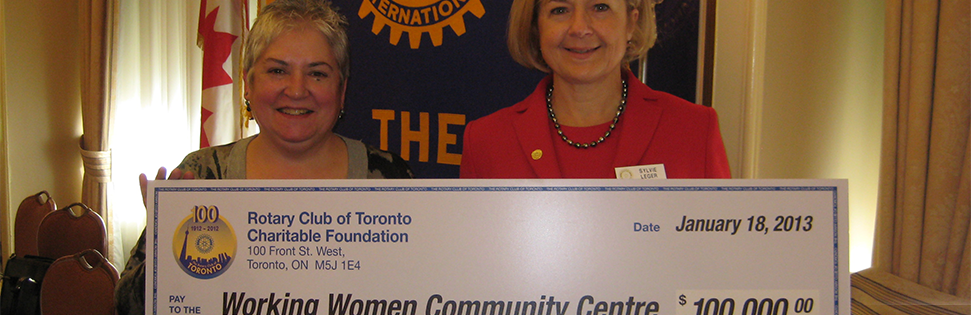 INTERNATIONAL
THE
SYLVIE
LEGER
100
1912 - 2012
TORONTO
Rotary Club of Toronto
Charitable Foundation
100 Front St. West,
Toronto, ON M5J 1E4
Date January 18, 2013
PAY
TO THE
Working Women Community Centre $ 100,000 00